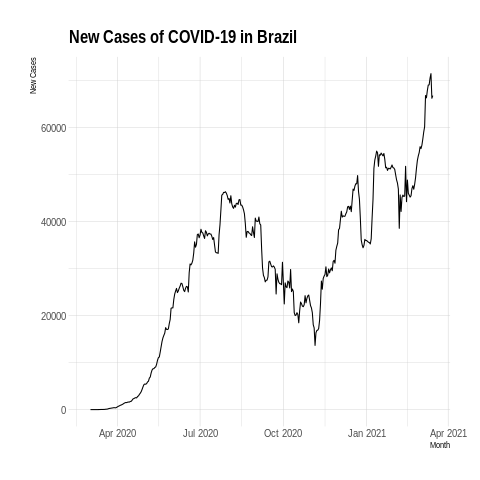 New Cases of COVID-19 in Brazil
New Cases
60000
40000
20000
0
Apr 2020 Jul 2020 Oct 2020 Jan 2021 Apr 2021
Month